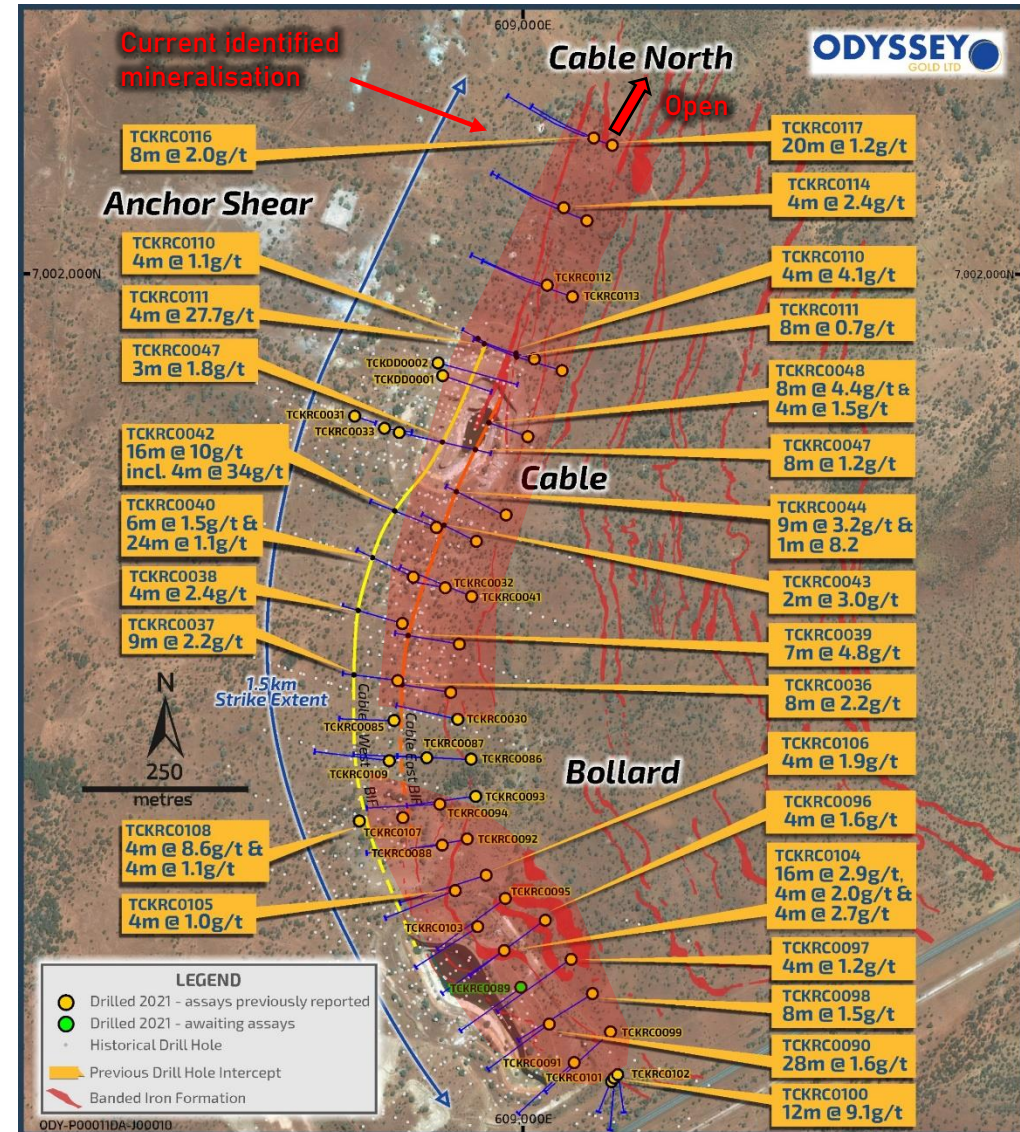 609,000E
Current identified
mineralisation
Cable North
ODYSSEY
GOLD LTD
Open
TCKRC0116
8m @ 2.0g/t
TCKRC0117
20m @ 1.2g/t
Anchor Shear
TCKRC0114
4m @ 2.4g/t
TCKRC0110
4m @ 1.1g/t
TCKRC0110
4m @ 4.1g/t
7,002,000N
7,002,000N
TCKRC0112
TCKRC0113
TCKRC0111
4m @ 27.7g/t
TCKRC0111
8m @ 0.7g/t
TCKRC0047
3m @ 1.8g/t
TCKDD0002
TCKDD0001
TCKRC0048
8m @ 4.4g/t &
4m @ 1.5g/t
TCKRC0031
TCKRC0033
TCKRC0042
16m @ 10g/t
incl. 4m @ 34g/t
TCKRC0047
8m @ 1.2g/t
Cable
TCKRC0044
9m @ 3.2g/t &
1m @ 8.2
TCKRC0040
6m @ 1.5g/t &
24m @ 1.1g/t
TCKRC0032
TCKRC0041
TCKRC0043
2m @ 3.0g/t
TCKRC0038
4m @ 2.4g/t
TCKRC0039
7m @ 4.8g/t
TCKRC0037
9m @ 2.2g/t
TCKRC0036
8m @ 2.2g/t
1.5km
Strike Extent
N
250
metres
Cable West BIF
Cable East BIF
TCKRC0085
TCKRC0030
TCKRC0087
TCKRC0086
TCKRC0109
Bollard
TCKRC0106
4m @ 1.9g/t
TCKRC0093
TCKRC0094
TCKRC0107
TCKRC0096
4m @ 1.6g/t
TCKRC0108
4m @ 8.6g/t &
4m @ 1.1g/t
TCKRC0088
TCKRC0092
TCKRC0104
16m @ 2.9g/t,
4m @ 2.0g/t &
4m @ 2.7g/t
TCKRC0105
4m @ 1.0g/t
TCKRC0095
TCKRC0103
TCKRC0097
4m @ 1.2g/t
TCKRC0089
TCKRC0098
8m @ 1.5g/t
TCKRC0099
TCKRC0090
28m @ 1.6g/t
TCKRC0091
TCKRC0101
TCKRC0102
TCKRC0100
12m @ 9.1g/t
LEGEND
Drilled 2021 - assays previously reported
Drilled 2021 - awaiting assays
Historical Drill Hole
Previous Drill Hole Intercept
Banded Iron Formation
ODY-P00011DA-J00010
609,000E